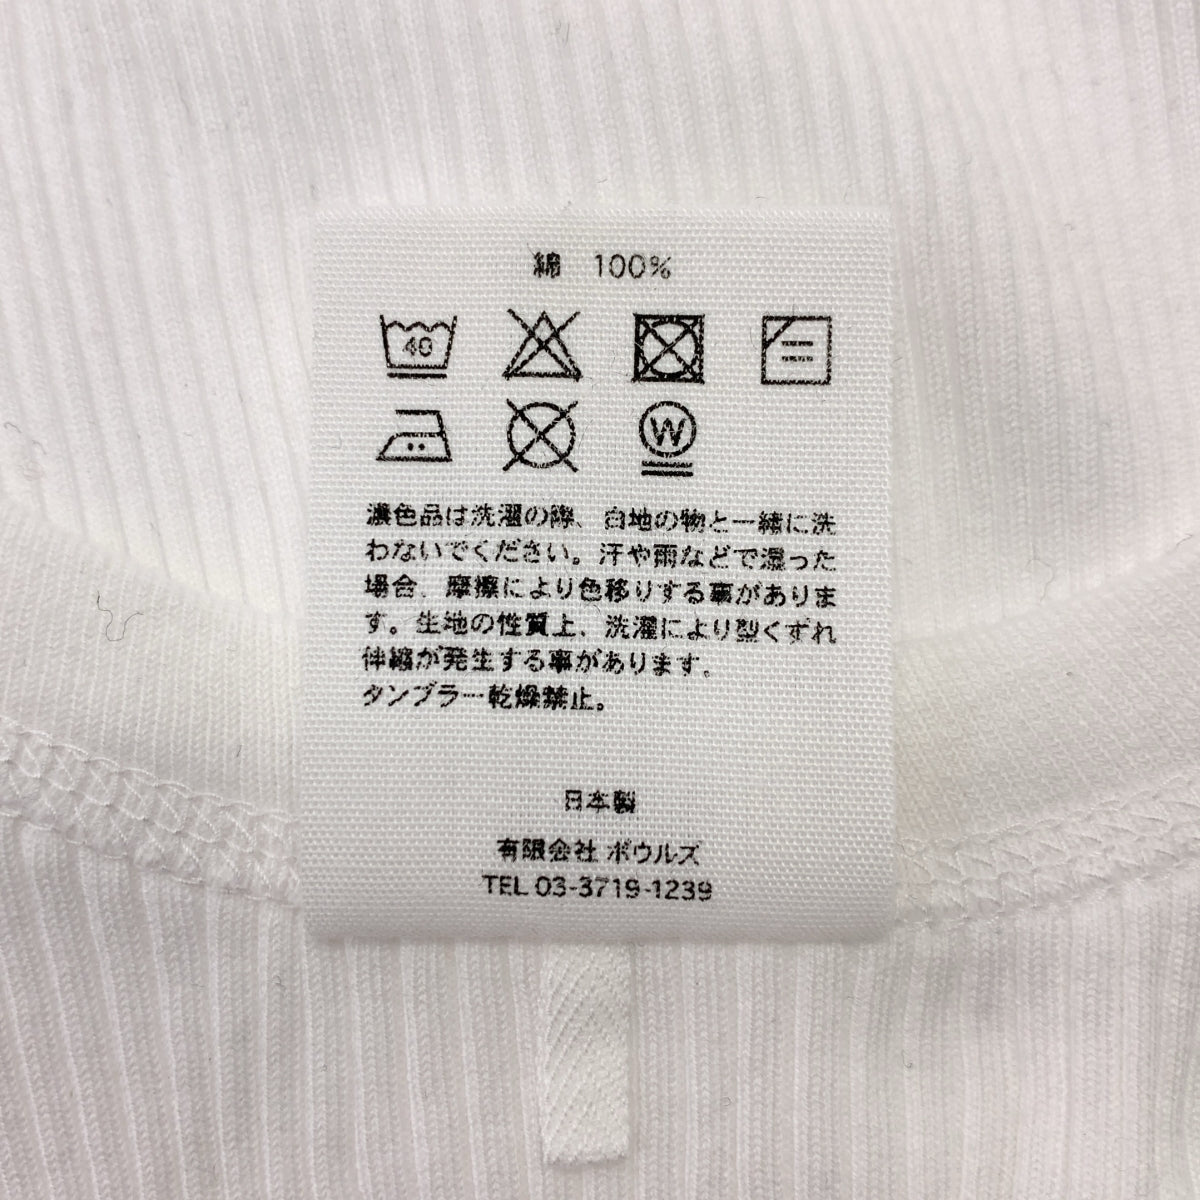 綿 100%
40
W
濃色品は洗濯の際、白地の物と一緒に洗
わないでください。汗や雨などで湿った
場合、摩擦により色移りする事がありま
す。生地の性質上、洗濯により型くずれ
伸縮が発生する事があります。
タンブラー乾燥禁止。
日本製
有限会社 ボウルズ
TEL 03-3719-1239